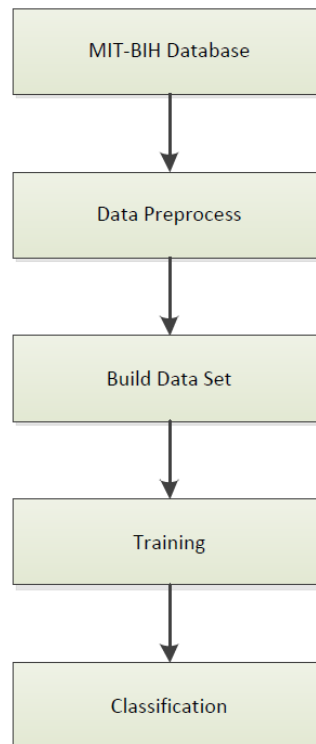 MIT-BIH Database
Data Preprocess
Build Data Set
Training
Classification